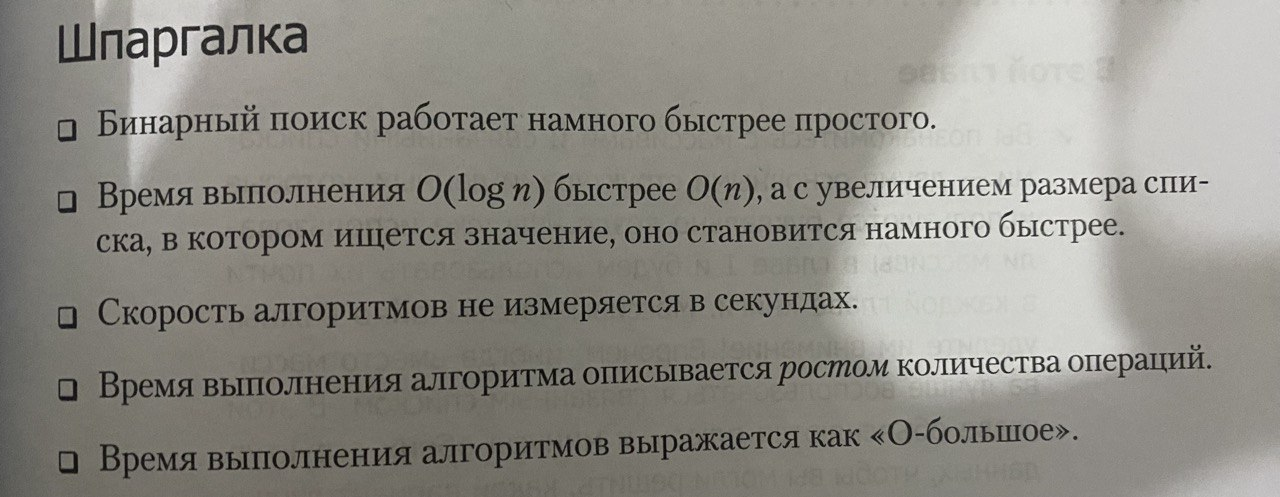 Шпаргалка
❏ Бинарный поиск работает намного быстрее простого.
❏ Время выполнения O(log n) быстрее O(n), а с увеличением размера спи-
ска, в котором ищется значение, оно становится намного быстрее.
❏ Скорость алгоритмов не измеряется в секундах.
❏ Время выполнения алгоритма описывается ростом количества операций.
❏ Время выполнения алгоритмов выражается как «О-большое».